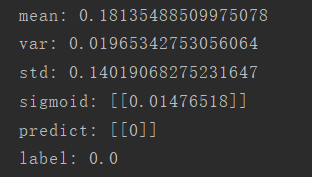 mean: 0.18135488509975078
var: 0.01965342753056064
std: 0.14019068275231647
sigmoid: [[0.01476518]]
predict: [[0]]
label: 0.0